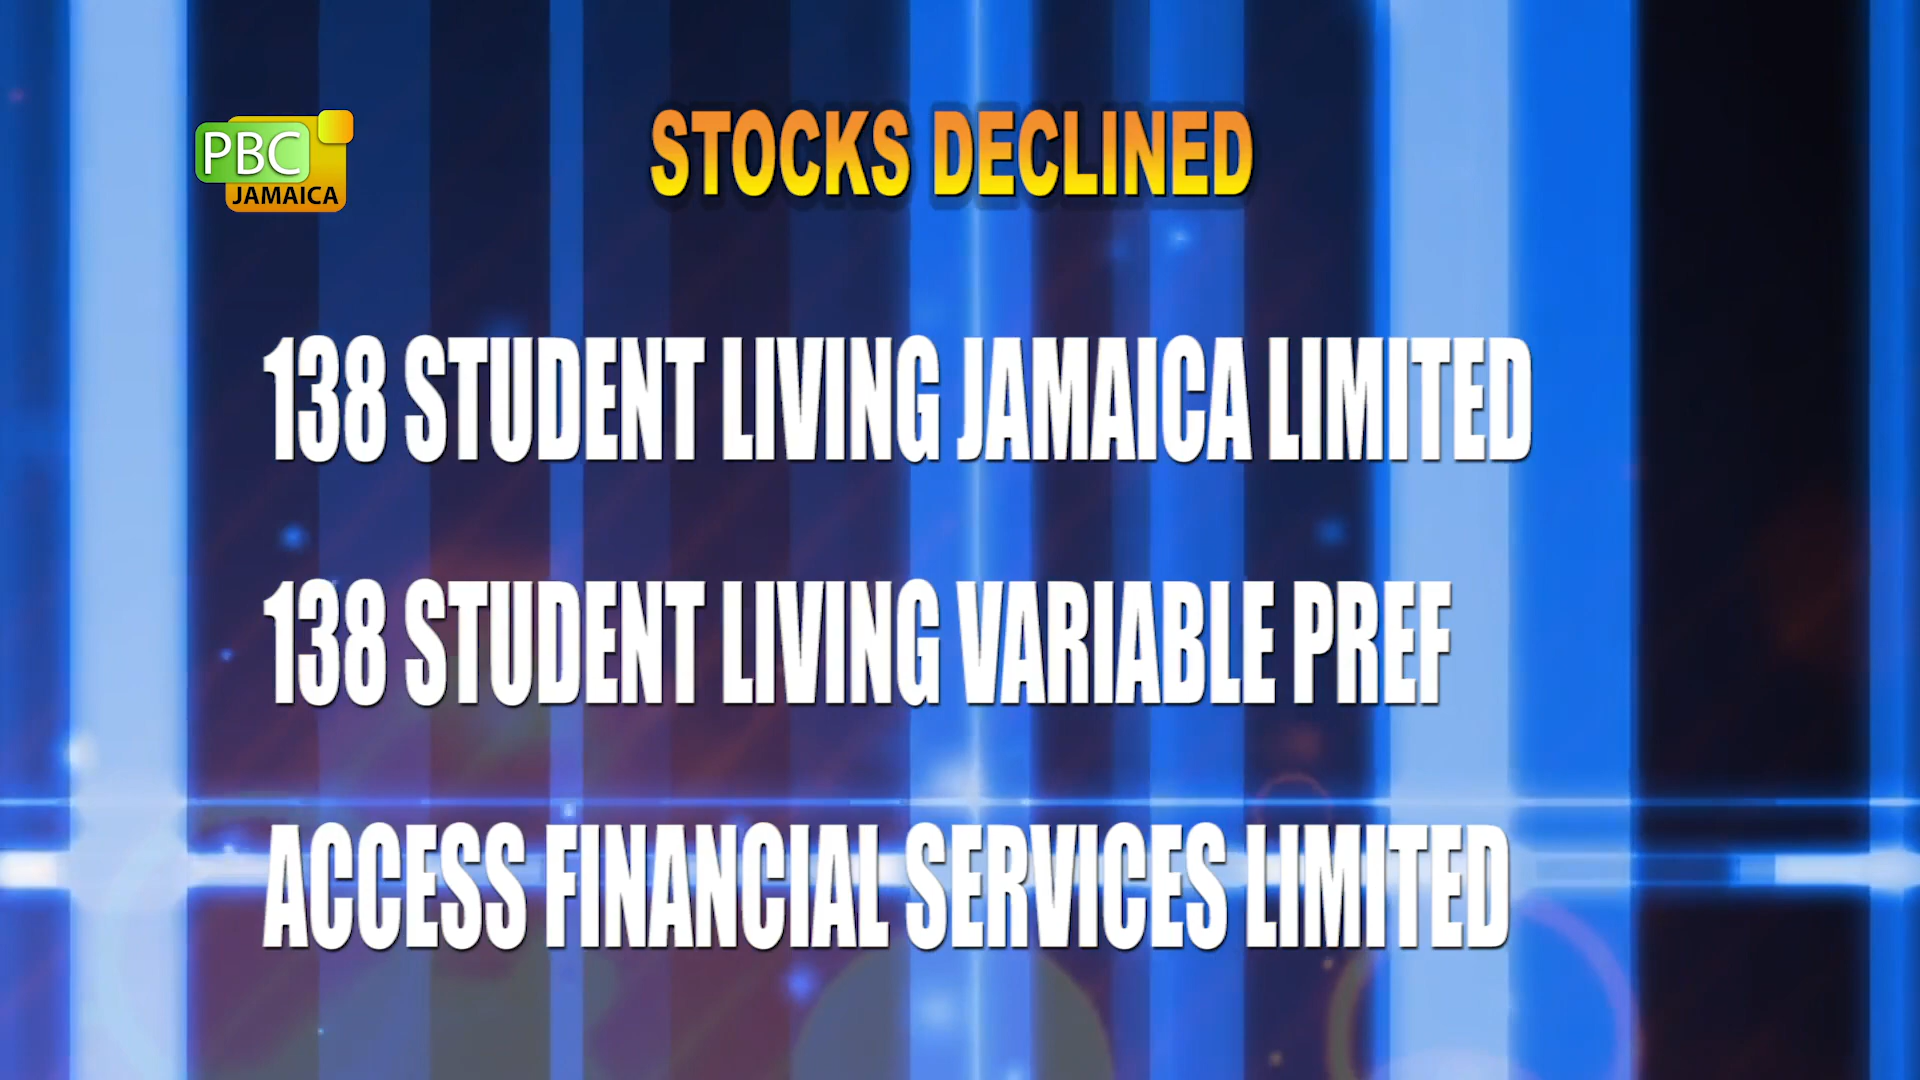 PBC
JAMAICA
STOCKS DECLINED
138 STUDENT LIVING JAMAICA LIMITED
138 STUDENT LIVING VARIABLE PREF
ACCESS FINANCIAL SERVICES LIMITED